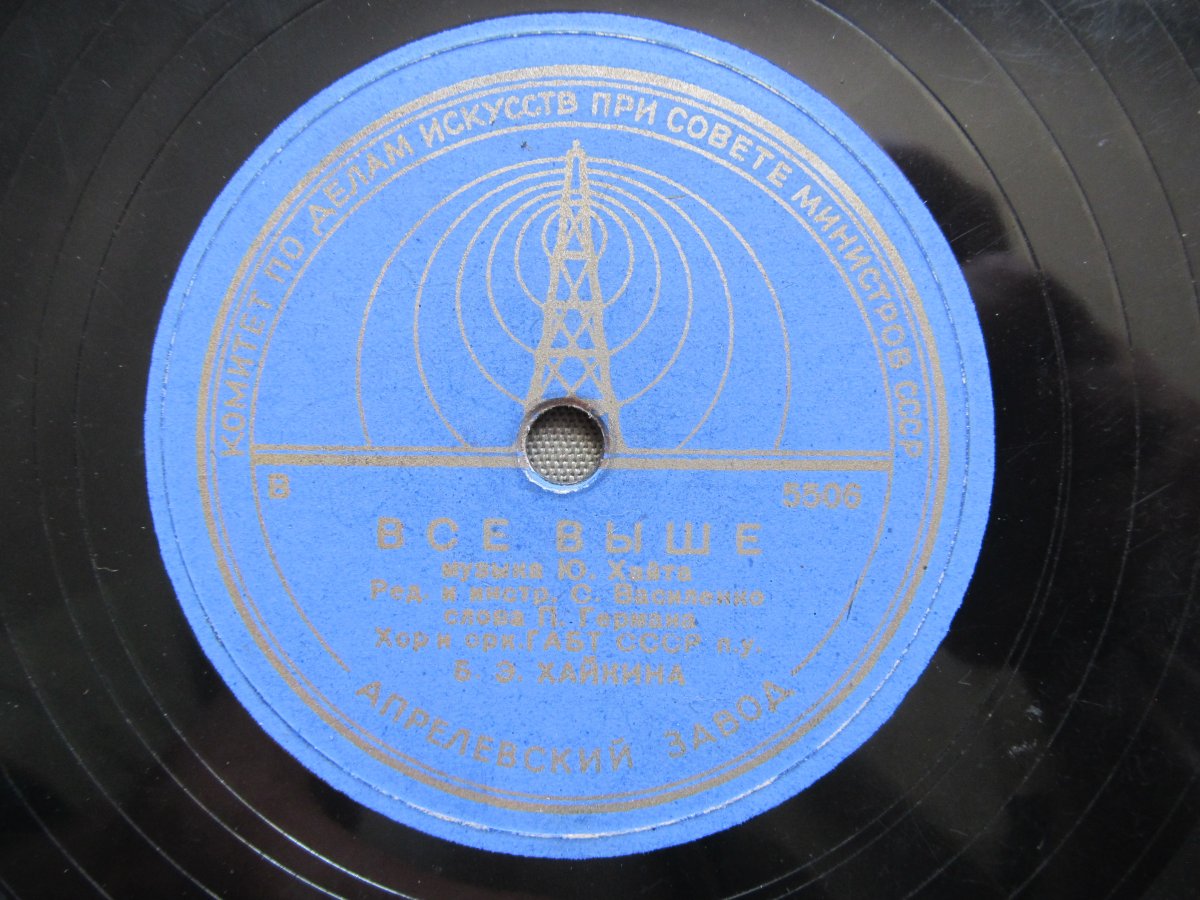 КОМИТЕТ ПО ДЕЛАМ ИСКУССТВ ПРИ СОВЕТЕ МИНИСТРОВ СССР
В 5506
ВСЕ ВЫШЕ
музыка Ю. Хайта
Ред. и инстр. С. Василенко
слова П. Германа
Хор и орк. ГАБТ СССР п.у.
Б. Э. ХАЙКИНА
АПРЕЛЕВСКИЙ ЗАВОД